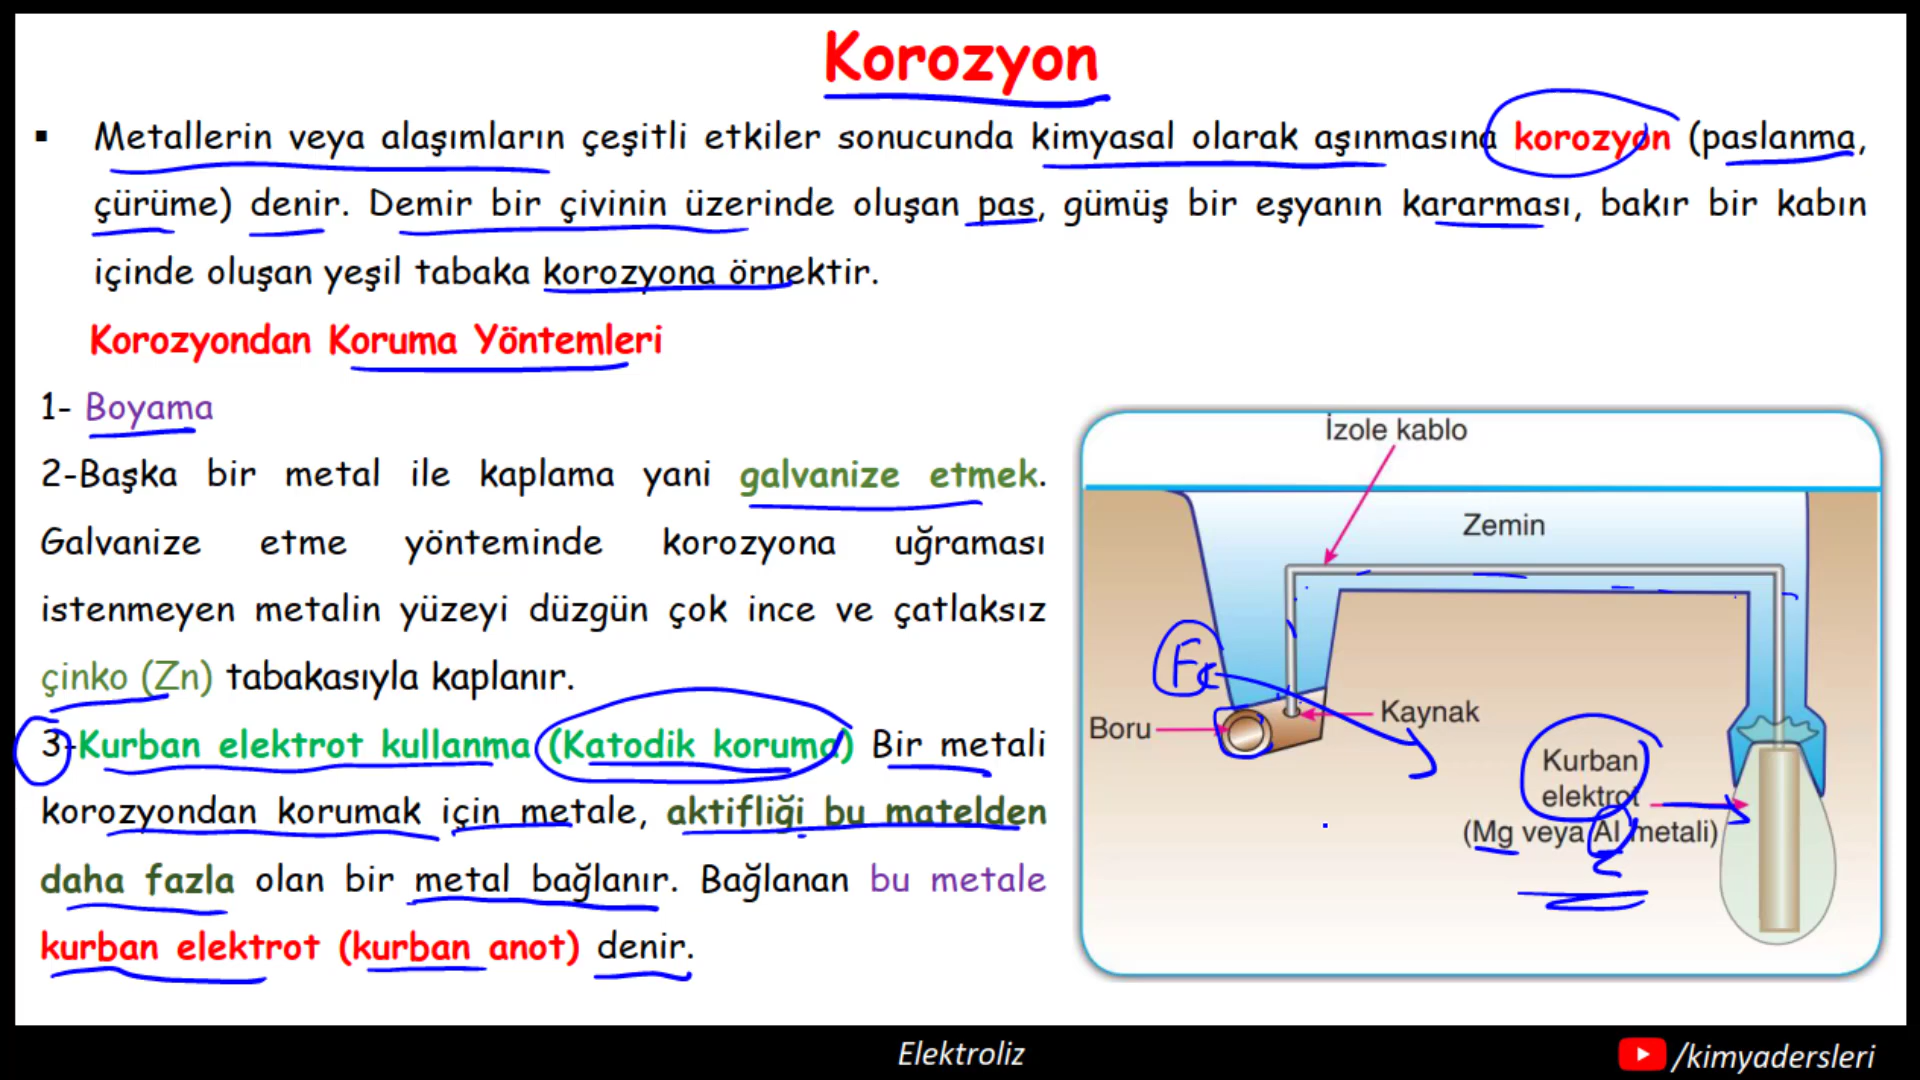 Korozyon
▪ Metallerin veya alaşımların çeşitli etkiler sonucunda kimyasal olarak aşınmasına korozyon (paslanma,
çürüme) denir. Demir bir çivinin üzerinde oluşan pas, gümüş bir eşyanın kararması, bakır bir kabın
içinde oluşan yeşil tabaka korozyona örnektir.
Korozyondan Koruma Yöntemleri
1- Boyama
2-Başka bir metal ile kaplama yani galvanize etmek.
Galvanize etme yönteminde korozyona uğraması
istenmeyen metalin yüzeyi düzgün çok ince ve çatlaksız
çinko (Zn) tabakasıyla kaplanır.
3-Kurban elektrot kullanma (Katodik koruma) Bir metali
korozyondan korumak için metale, aktifliği bu matelden
daha fazla olan bir metal bağlanır. Bağlanan bu metale
kurban elektrot (kurban anot) denir.
İzole kablo
Zemin
Fe
Boru
Kaynak
Kurban
elektrot
(Mg veya Al metali)
Elektroliz
/kimyadersleri